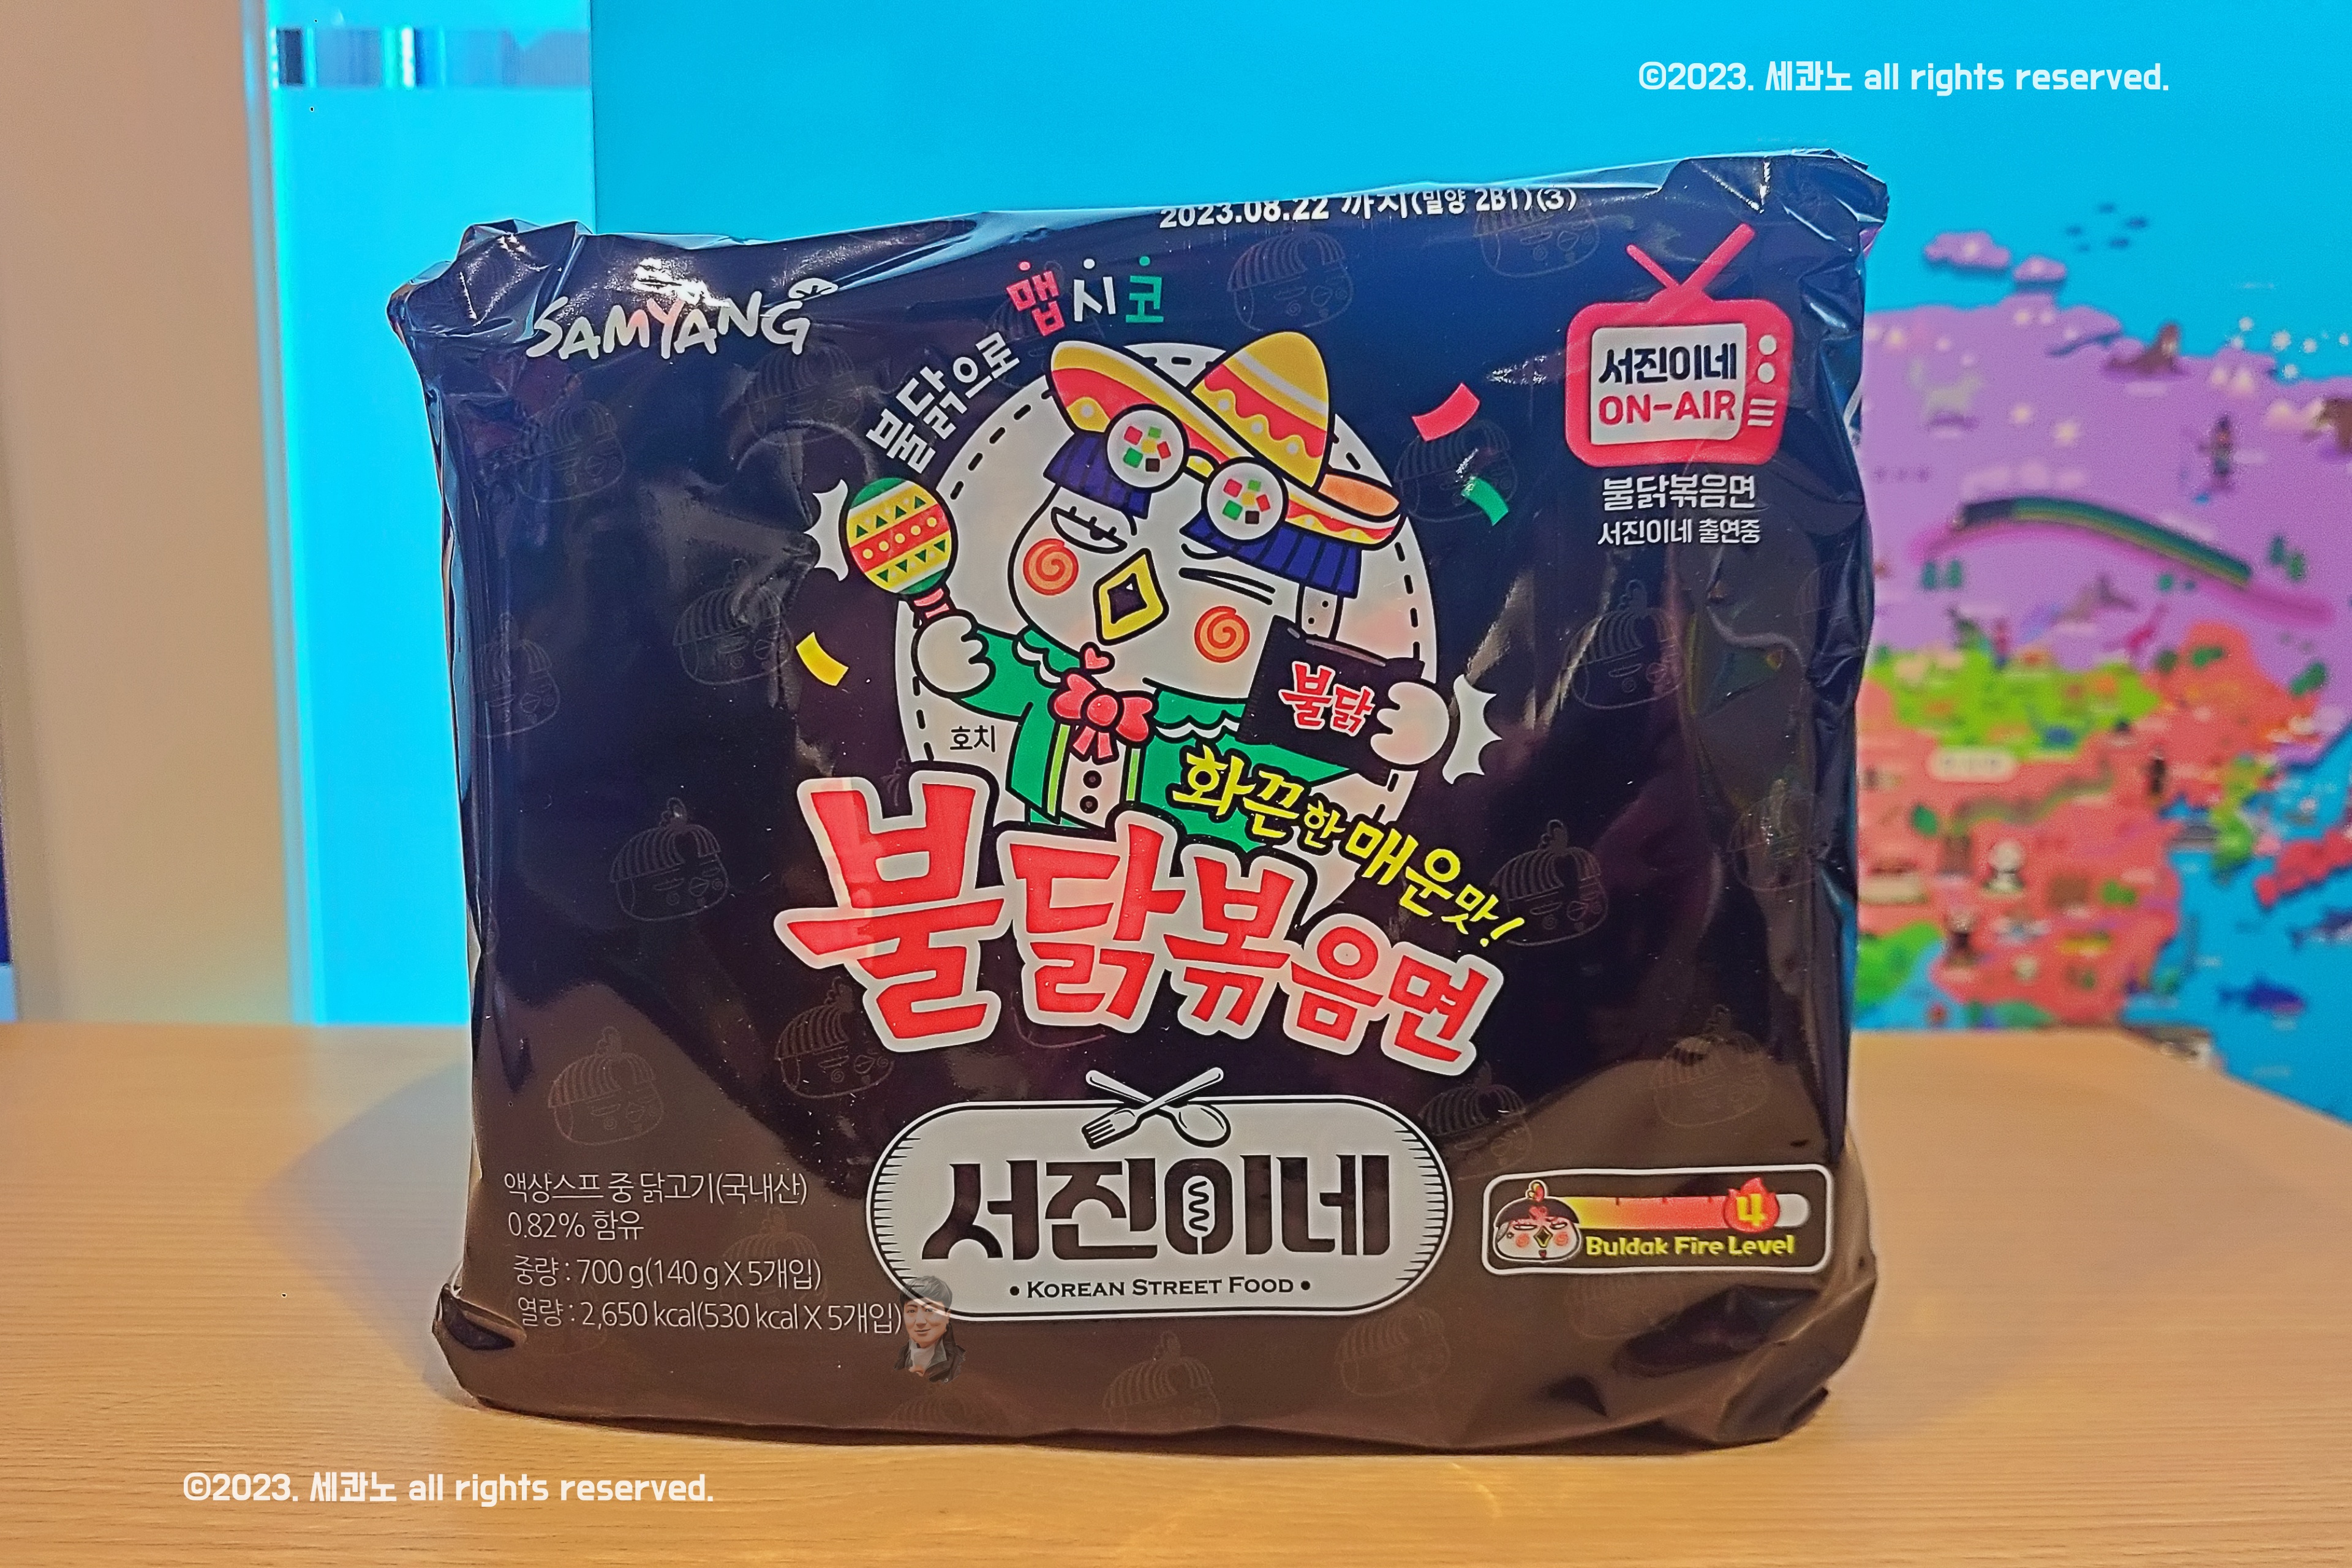 ©2023. 세콰노 all rights reserved.
2023.08.22 까지(밀양 2B1)(3)
SAMYANG
불닭으로 맵시코
서진이네
ON-AIR
불닭볶음면
서진이네 출연중
불닭
호치
화끈한 매운맛!
불닭볶음면
서진이네
• KOREAN STREET FOOD •
액상스프 중 닭고기(국내산)
0.82% 함유
중량 : 700 g(140 g X 5개입)
열량 : 2,650 kcal(530 kcal X 5개입)
4
Buldak Fire Level
©2023. 세콰노 all rights reserved.